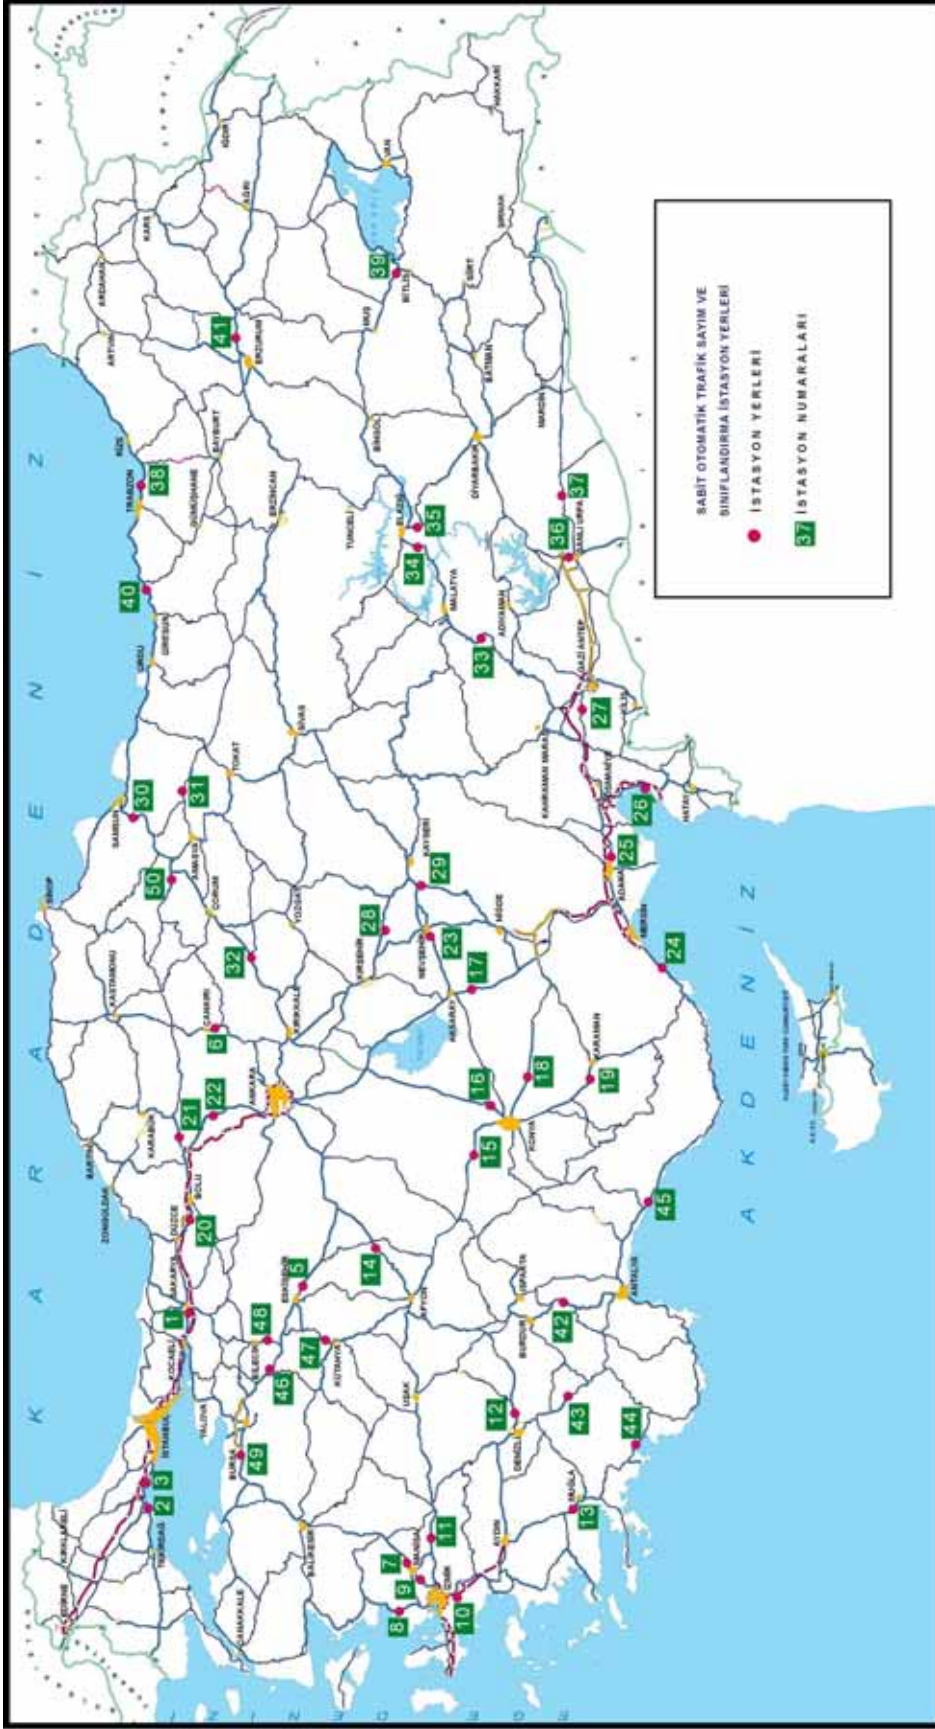 K A R A D E N İ Z
A K D E N İ Z
EDİRNE
KIRKLARELİ
TEKİRDAĞ
İSTANBUL
KOCAELİ
YALOVA
SAKARYA
DÜZCE
BOLU
ZONGULDAK
BARTIN
KARABÜK
KASTAMONU
SİNOP
ÇANKIRI
SAMSUN
AMASYA
ÇORUM
TOKAT
ORDU
GİRESUN
TRABZON
GÜMÜŞHANE
RİZE
BAYBURT
ARTVİN
ARDAHAN
KARS
IĞDIR
AĞRI
ERZURUM
ERZİNCAN
SİVAS
YOZGAT
KIRIKKALE
ANKARA
ESKİŞEHİR
BİLECİK
BURSA
ÇANAKKALE
BALIKESİR
KÜTAHYA
AFYON
UŞAK
MANİSA
İZMİR
AYDIN
DENİZLİ
MUĞLA
BURDUR
ISPARTA
ANTALYA
KONYA
KARAMAN
AKSARAY
KIRŞEHİR
NEVŞEHİR
NİĞDE
KAYSERİ
MERSİN
ADANA
OSMANİYE
HATAY
KAHRAMAN MARAŞ
GAZİ ANTEP
KİLİS
ADIYAMAN
ŞANLI URFA
MALATYA
ELAZIĞ
TUNCELİ
BİNGÖL
MUŞ
BİTLİS
VAN
HAKKARİ
ŞIRNAK
SİİRT
BATMAN
DİYARBAKIR
MARDİN
1
2
3
5
6
7
8
9
10
11
12
13
14
15
16
17
18
19
20
21
22
23
24
25
26
27
28
29
30
31
32
33
34
35
36
37
38
39
40
41
42
43
44
45
46
47
48
49
50
SABİT OTOMATİK TRAFİK SAYIM VE
SINIFLANDIRMA İSTASYON YERLERİ
İSTASYON YERLERİ
37 İSTASYON NUMARALARI